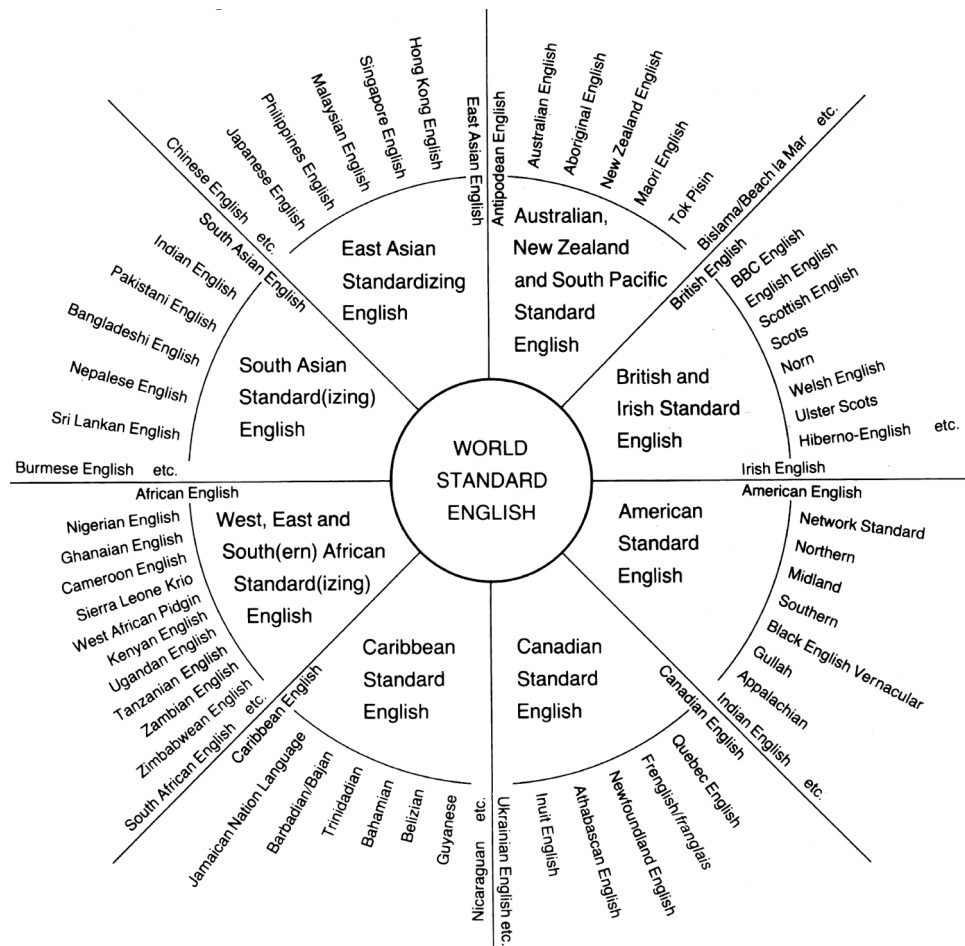 WORLD
STANDARD
ENGLISH
Antipodean English
Australian,
New Zealand
and South Pacific
Standard
English
Australian English
Aboriginal English
New Zealand English
Maori English
Tok Pisin
Bislama/Beach la Mar etc.
British English
British and
Irish Standard
English
BBC English
English English
Scottish English
Scots
Norn
Welsh English
Ulster Scots
Hiberno-English etc.
Irish English
American English
American
Standard
English
Network Standard
Northern
Midland
Southern
Black English Vernacular
Gullah
Appalachian
Indian English etc.
Canadian English
Canadian
Standard
English
Quebec English
Frenglish/franglais
Newfoundland English
Athabascan English
Inuit English
Ukrainian English etc.
Caribbean English
Caribbean
Standard
English
Jamaican Nation Language
Barbadian/Bajan
Trinidadian
Bahamian
Belizian
Guyanese
Nicaraguan etc.
African English
West, East and
South(ern) African
Standard(izing)
English
Nigerian English
Ghanaian English
Cameroon English
Sierra Leone Krio
West African Pidgin
Kenyan English
Ugandan English
Tanzanian English
Zambian English
Zimbabwean English
South African English etc.
South Asian English
South Asian
Standard(izing)
English
Indian English
Pakistani English
Bangladeshi English
Nepalese English
Sri Lankan English
Burmese English etc.
East Asian English
East Asian
Standardizing
English
Hong Kong English
Singapore English
Malaysian English
Philippines English
Japanese English
Chinese English etc.